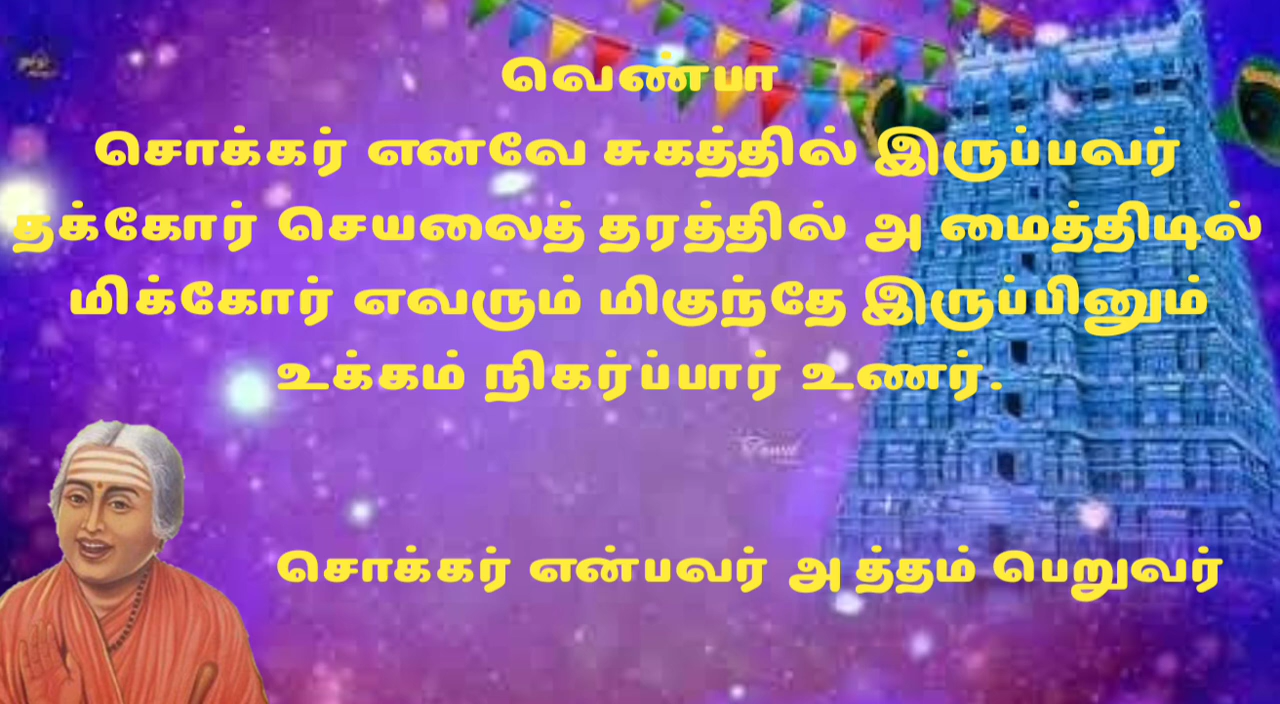 வெண்பா
சொக்கர் எனவே சுகத்தில் இருப்பவர்
தக்கோர் செயலைத் தரத்தில் அ மைத்திடில்
மிக்கோர் எவரும் மிகுந்தே இருப்பினும்
உக்கம் நிகர்ப்பார் உணர்.
Tamil
சொக்கர் என்பவர் அ த்தம் பெறுவர்